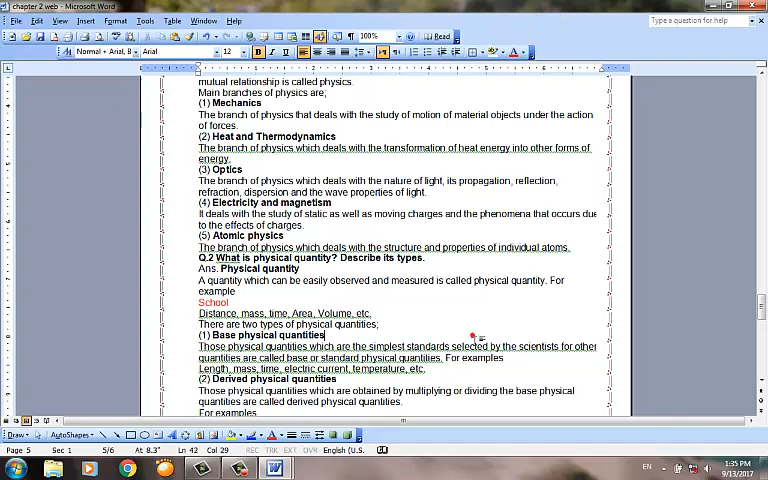 chapter 2 web - Microsoft Word
File Edit View Insert Format Tools Table Window Help
Type a question for help
100% Read
Normal + Arial, B Arial 12 B I U
mutual relationship is called physics.
Main branches of physics are;
(1) Mechanics
The branch of physics that deals with the study of motion of material objects under the action
of forces.
(2) Heat and Thermodynamics
The branch of physics which deals with the transformation of heat energy into other forms of
energy.
(3) Optics
The branch of physics which deals with the nature of light, its propagation, reflection,
refraction, dispersion and the wave properties of light.
(4) Electricity and magnetism
It deals with the study of static as well as moving charges and the phenomena that occurs due
to the effects of charges.
(5) Atomic physics
The branch of physics which deals with the structure and properties of individual atoms.
Q.2 What is physical quantity? Describe its types.
Ans. Physical quantity
A quantity which can be easily observed and measured is called physical quantity. For
example
School
Distance, mass, time, Area, Volume, etc,
There are two types of physical quantities;
(1) Base physical quantities
Those physical quantities which are the simplest standards selected by the scientists for other
quantities are called base or standard physical quantities. For examples
Length, mass, time, electric current, temperature, etc.
(2) Derived physical quantities
Those physical quantities which are obtained by multiplying or dividing the base physical
quantities are called derived physical quantities.
For examples
Draw AutoShapes
Page 5 Sec 1 5/6 At 8.3" Ln 42 Col 29 REC TRK EXT OVR English (U.S.
EN 1:35 PM
9/13/2017